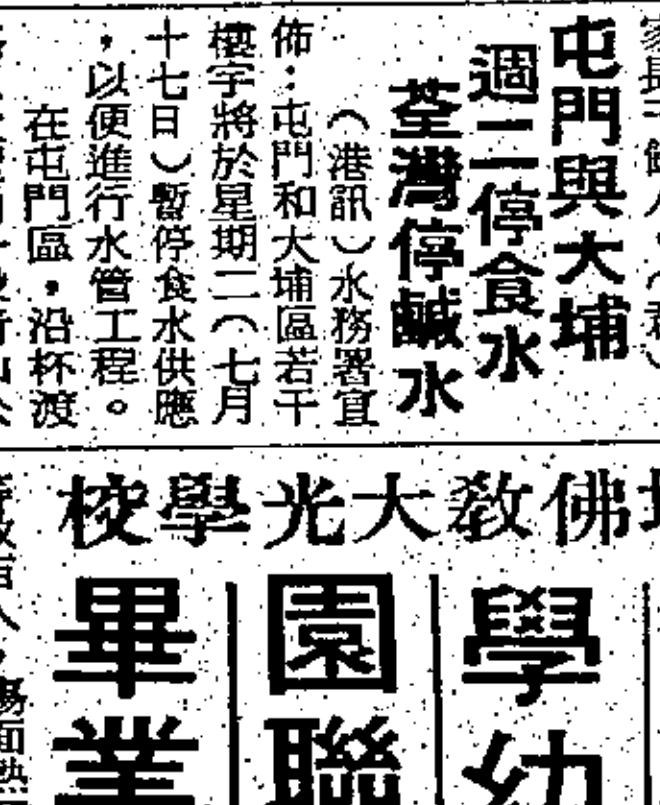 屯門與大埔
週二停食水
荃灣停鹹水
（港訊）水務署宣
佈：屯門和大埔區若干
樓宇將於星期二（七月
十七日）暫停食水供應
，以便進行水管工程。
在屯門區，沿杯渡
佛教大光學校
學幼
園聯
畢業